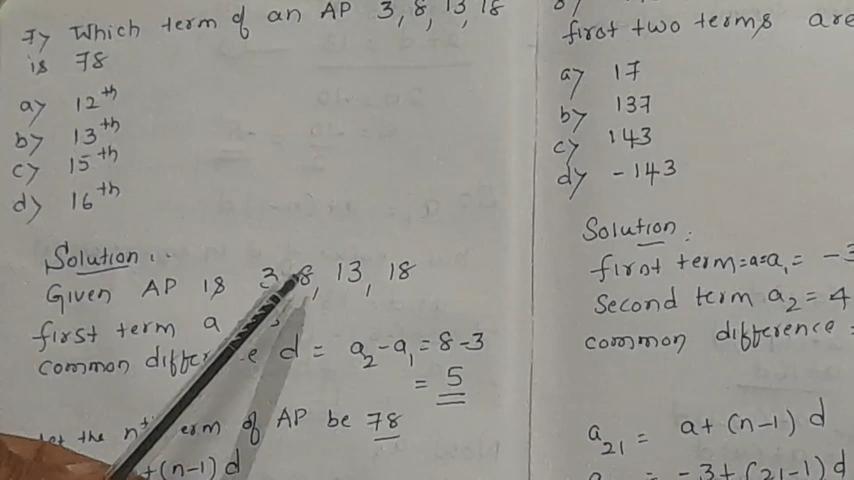 7) Which term of an AP 3, 8, 13, 18
is 78
a) 12th
b) 13th
c) 15th
d) 16th
Solution:
Given AP is 3, 8, 13, 18
first term a
common d = a2 - a1 = 8-3
= 5
the nth term of AP be 78
+(n-1) d
first two terms are
a) 17
b) 137
c) 143
d) -143
Solution:
first term = a = a1 = -3
Second term a2 = 4
common difference =
a21 = a + (n-1) d
= -3 + (21-1) d